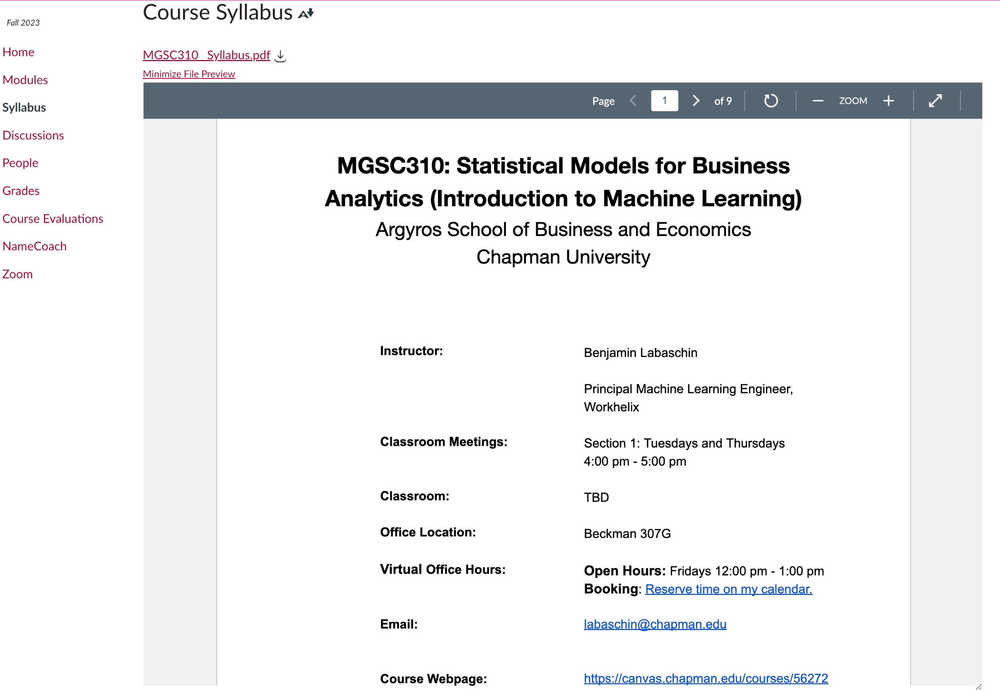 Fall 2023
Home
Modules
Syllabus
Discussions
People
Grades
Course Evaluations
NameCoach
Zoom
Course Syllabus
MGSC310_ Syllabus.pdf
Minimize File Preview
Page 1 of 9 ZOOM
MGSC310: Statistical Models for Business
Analytics (Introduction to Machine Learning)
Argyros School of Business and Economics
Chapman University
Instructor: Benjamin Labaschin
Principal Machine Learning Engineer,
Workhelix
Classroom Meetings: Section 1: Tuesdays and Thursdays
4:00 pm - 5:00 pm
Classroom: TBD
Office Location: Beckman 307G
Virtual Office Hours: Open Hours: Fridays 12:00 pm - 1:00 pm
Booking: Reserve time on my calendar.
Email: labaschin@chapman.edu
Course Webpage: https://canvas.chapman.edu/courses/56272